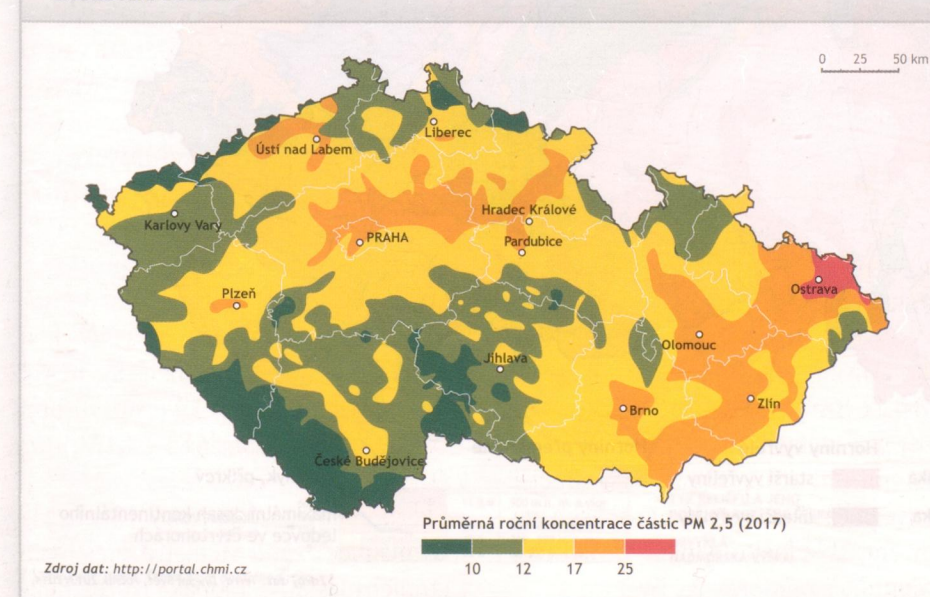 0 25 50 km
Liberec
Ústí nad Labem
Karlovy Vary
Hradec Králové
PRAHA
Pardubice
Plzeň
Ostrava
Olomouc
Jihlava
Zlín
Brno
České Budějovice
Průměrná roční koncentrace částic PM 2,5 (2017)
10 12 17 25
Zdroj dat: http://portal.chmi.cz